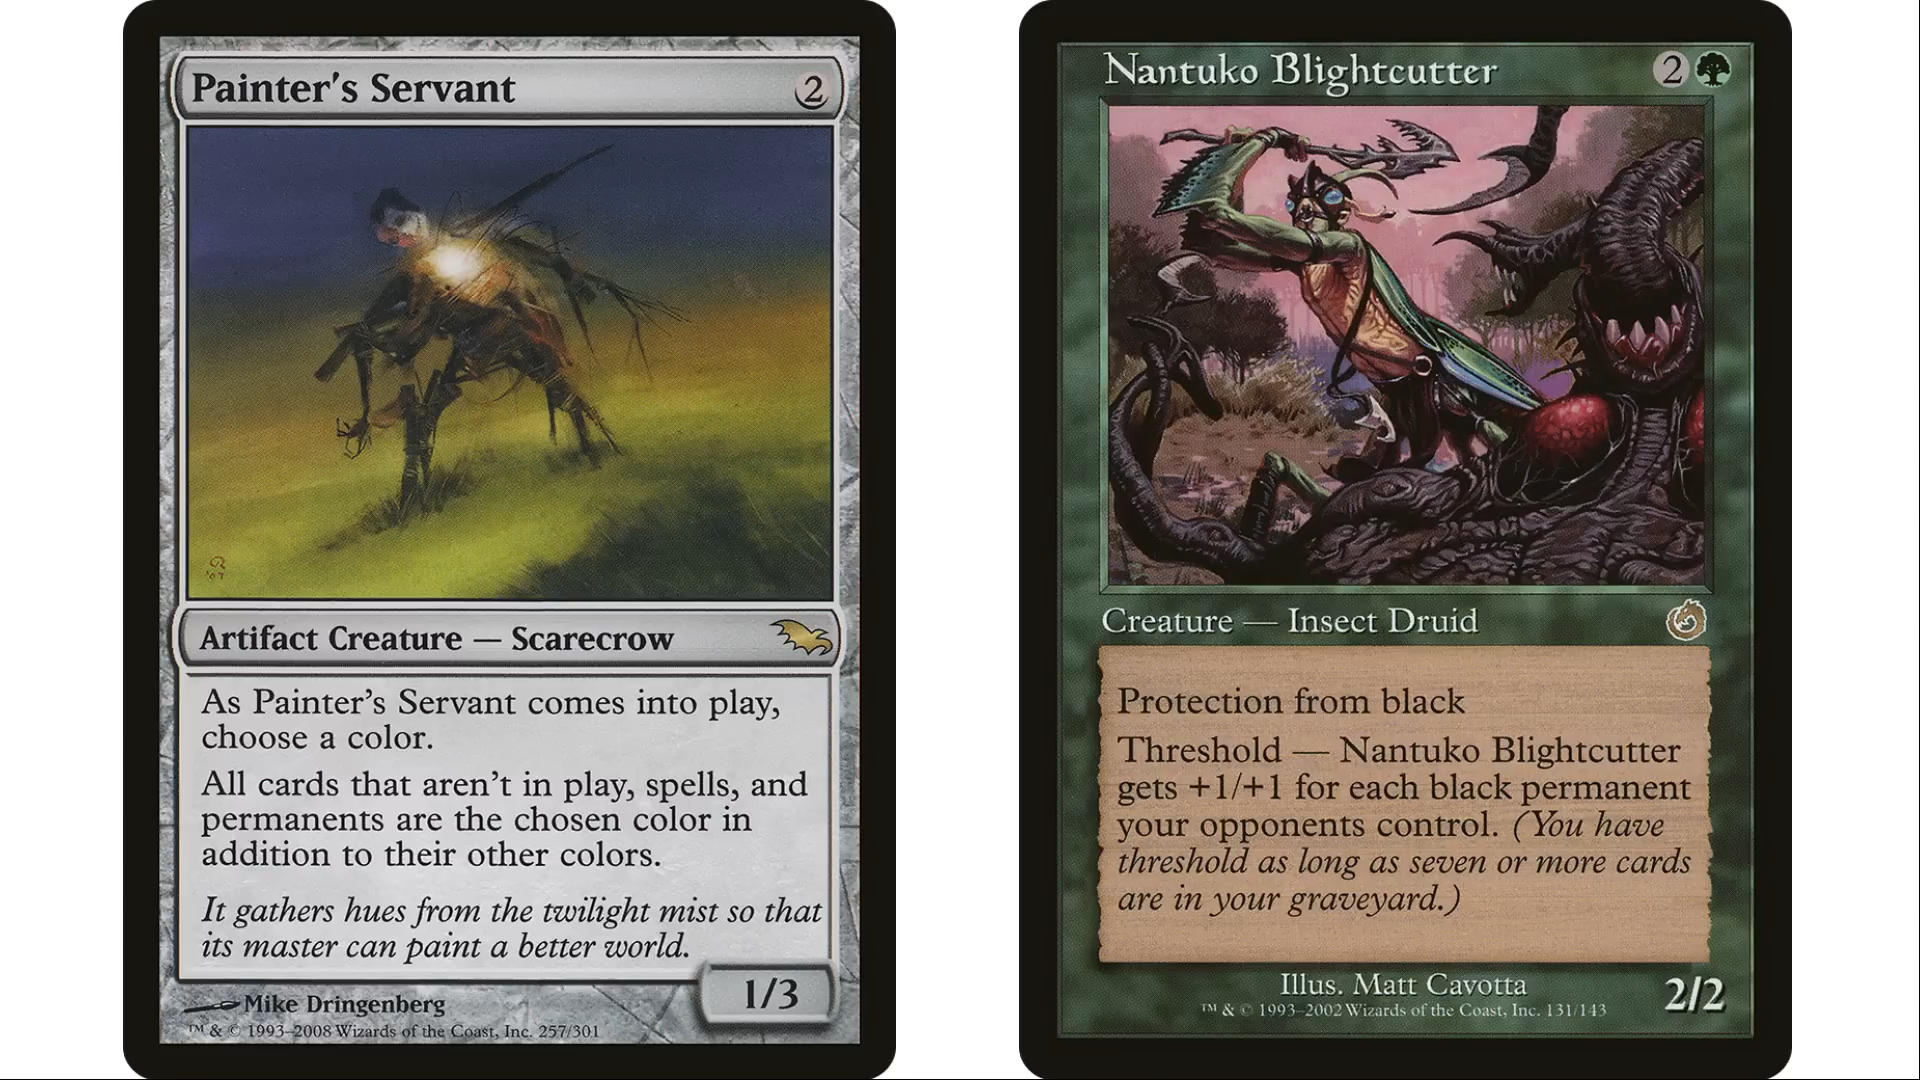 Painter's Servant
2
Artifact Creature — Scarecrow
As Painter's Servant comes into play,
choose a color.
All cards that aren't in play, spells, and
permanents are the chosen color in
addition to their other colors.
It gathers hues from the twilight mist so that
its master can paint a better world.
1/3
Mike Dringenberg
™ & © 1993–2008 Wizards of the Coast, Inc. 257/301
Nantuko Blightcutter
2
Creature — Insect Druid
Protection from black
Threshold — Nantuko Blightcutter
gets +1/+1 for each black permanent
your opponents control. (You have
threshold as long as seven or more cards
are in your graveyard.)
Illus. Matt Cavotta
™ & © 1993–2002 Wizards of the Coast, Inc. 131/143
2/2